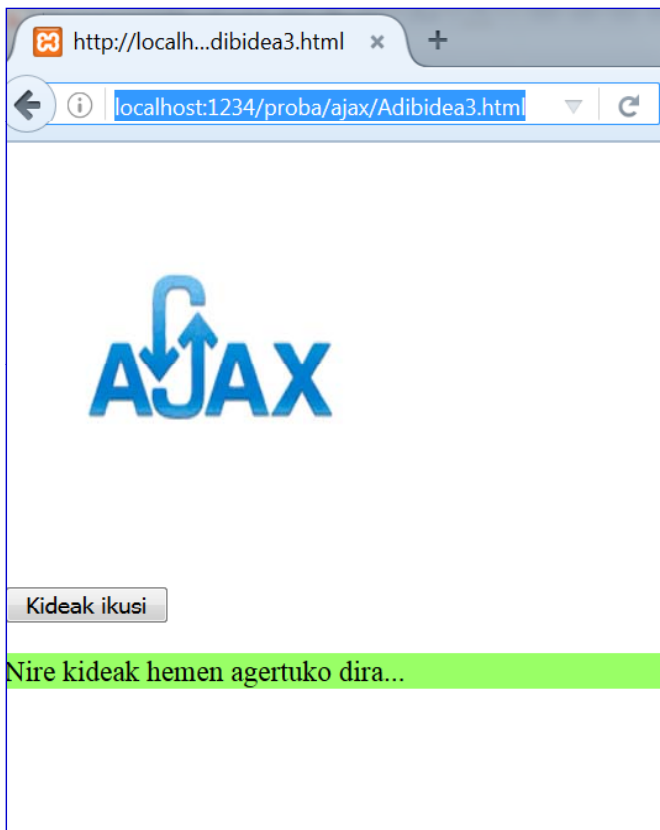 http://localh...dibidea3.html
localhost:1234/proba/ajax/Adibidea3.html
AJAX
Kideak ikusi
Nire kideak hemen agertuko dira...